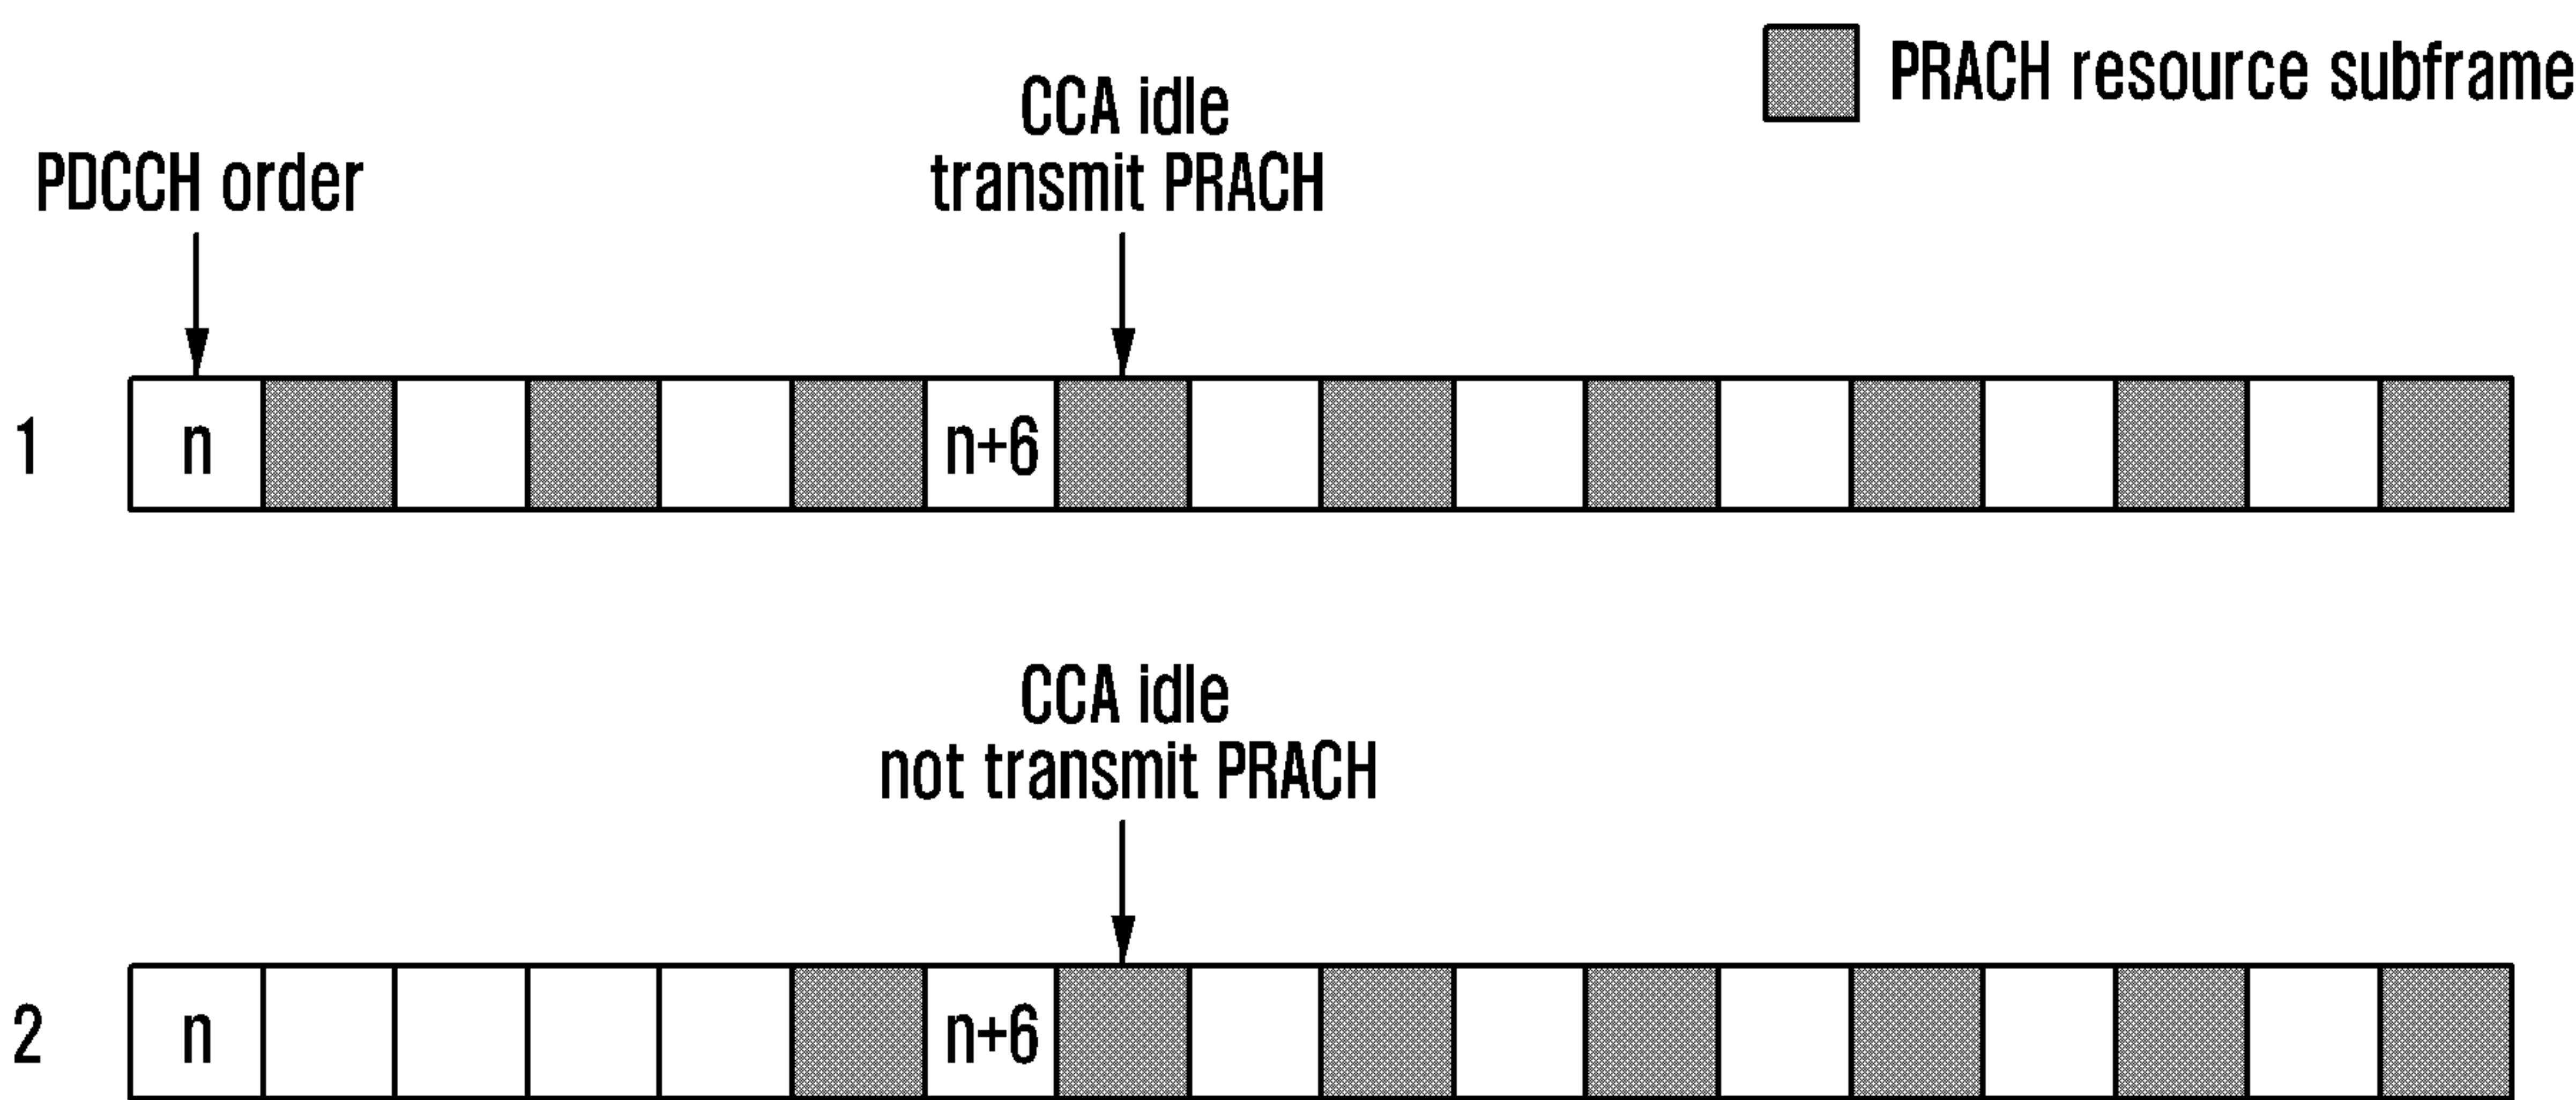 PRACH resource subframe
CCA idle
transmit PRACH
PDCCH order
1
n
n+6
CCA idle
not transmit PRACH
2
n
n+6